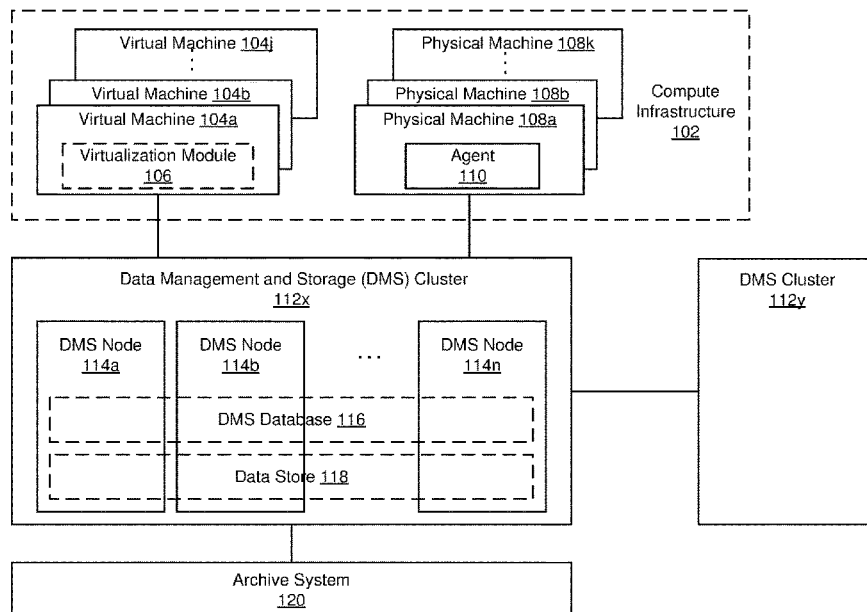 Virtual Machine 104j
⋮
Virtual Machine 104b
Virtual Machine 104a
Virtualization Module
106
Physical Machine 108k
⋮
Physical Machine 108b
Physical Machine 108a
Agent
110
Compute
Infrastructure
102
Data Management and Storage (DMS) Cluster
112x
DMS Node
114a
DMS Node
114b
...
DMS Node
114n
DMS Database 116
Data Store 118
DMS Cluster
112y
Archive System
120